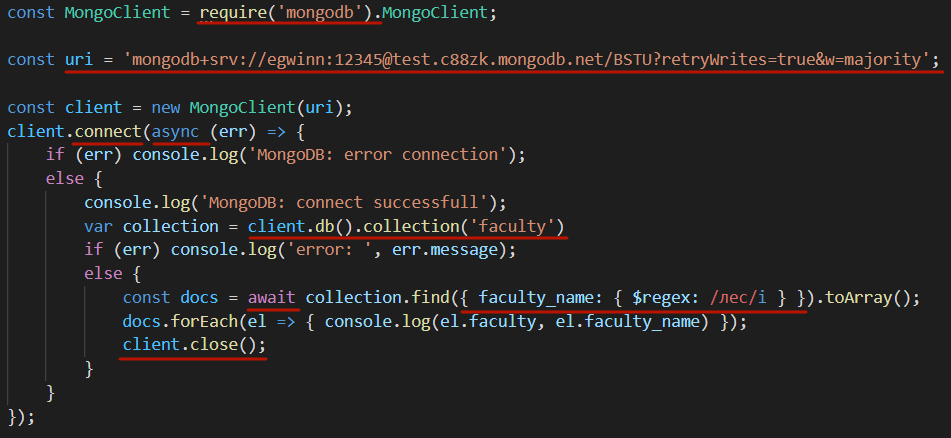 const MongoClient = require('mongodb').MongoClient;
const uri = 'mongodb+srv://egwinn:12345@test.c88zk.mongodb.net/BSTU?retryWrites=true&w=majority';
const client = new MongoClient(uri);
client.connect(async (err) => {
    if (err) console.log('MongoDB: error connection');
    else {
        console.log('MongoDB: connect successfull');
        var collection = client.db().collection('faculty')
        if (err) console.log('error: ', err.message);
        else {
            const docs = await collection.find({ faculty_name: { $regex: /лес/i } }).toArray();
            docs.forEach(el => { console.log(el.faculty, el.faculty_name) });
            client.close();
        }
    }
});